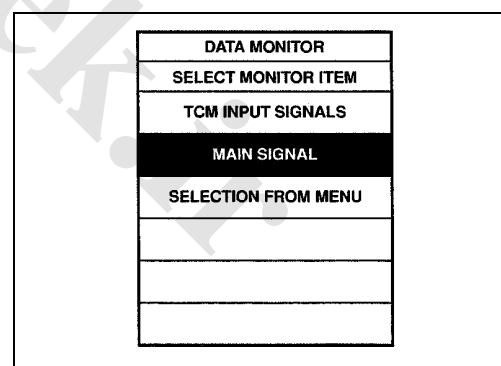 DATA MONITOR
SELECT MONITOR ITEM
TCM INPUT SIGNALS
MAIN SIGNAL
SELECTION FROM MENU